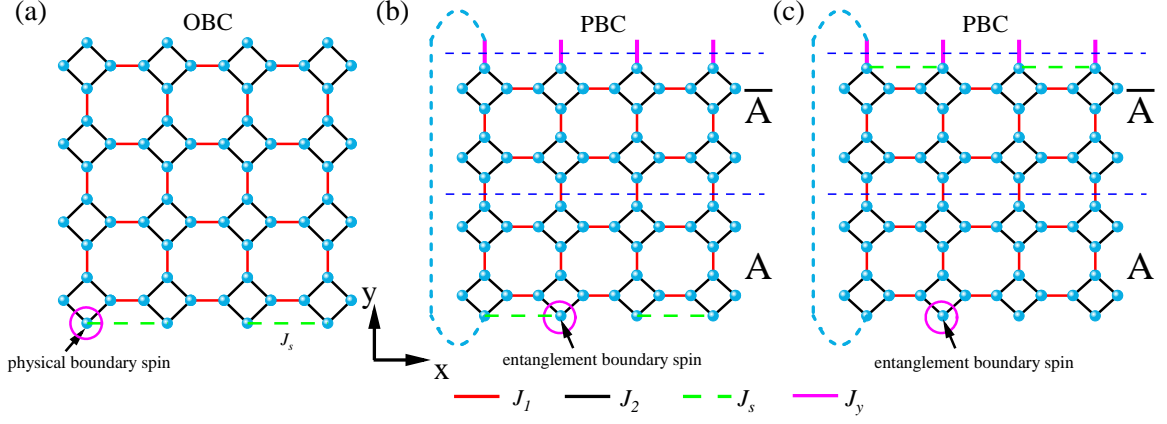 (a)
OBC
(b)
PBC
(c)
PBC
A
A
A
A
y
x
J_s
physical boundary spin
entanglement boundary spin
entanglement boundary spin
J_1
J_2
J_s
J_y